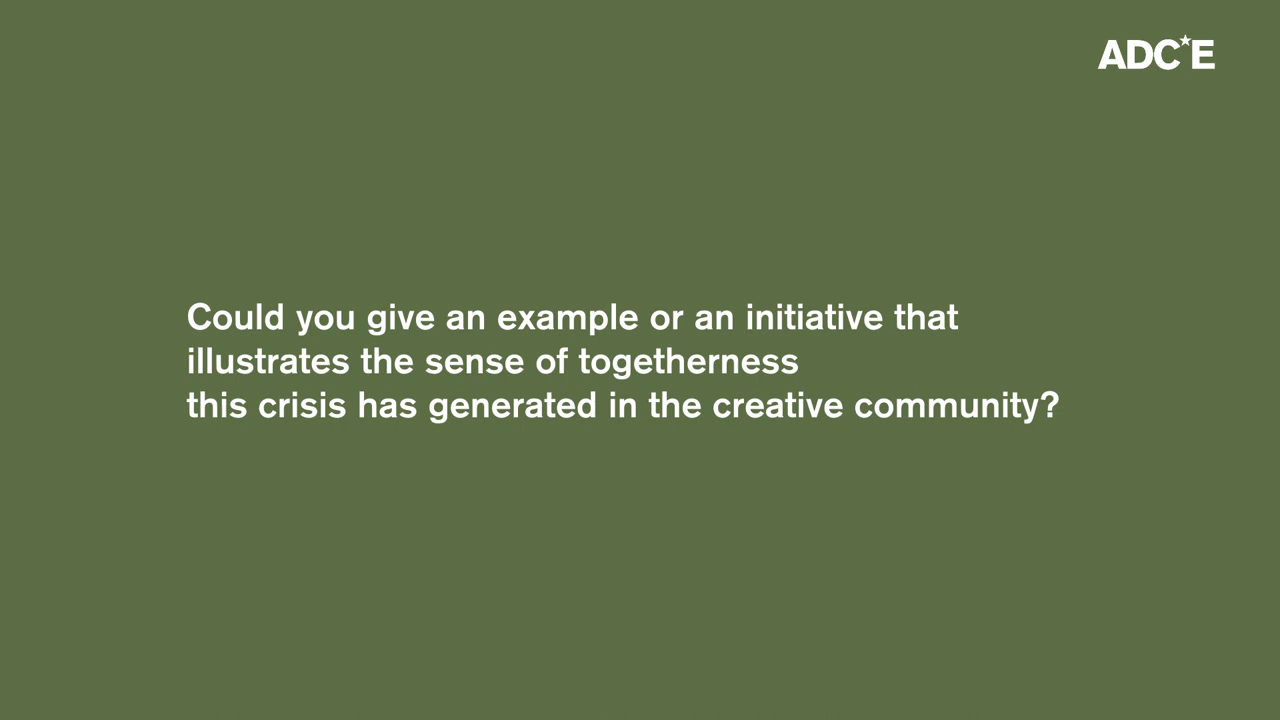 ADC★E
Could you give an example or an initiative that
illustrates the sense of togetherness
this crisis has generated in the creative community?